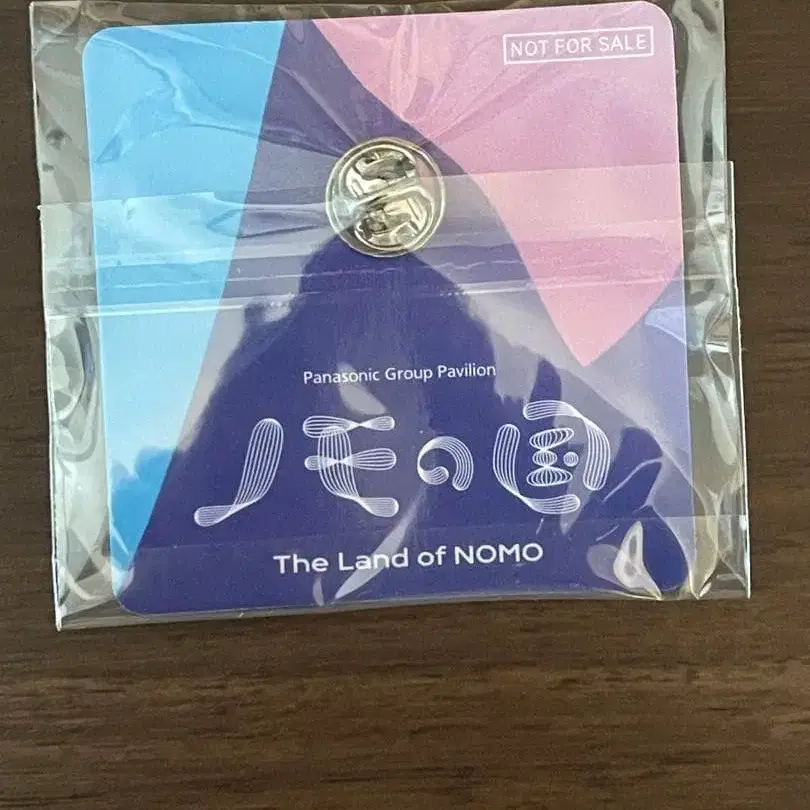 NOT FOR SALE
Panasonic Group Pavilion
ノモの国
The Land of NOMO